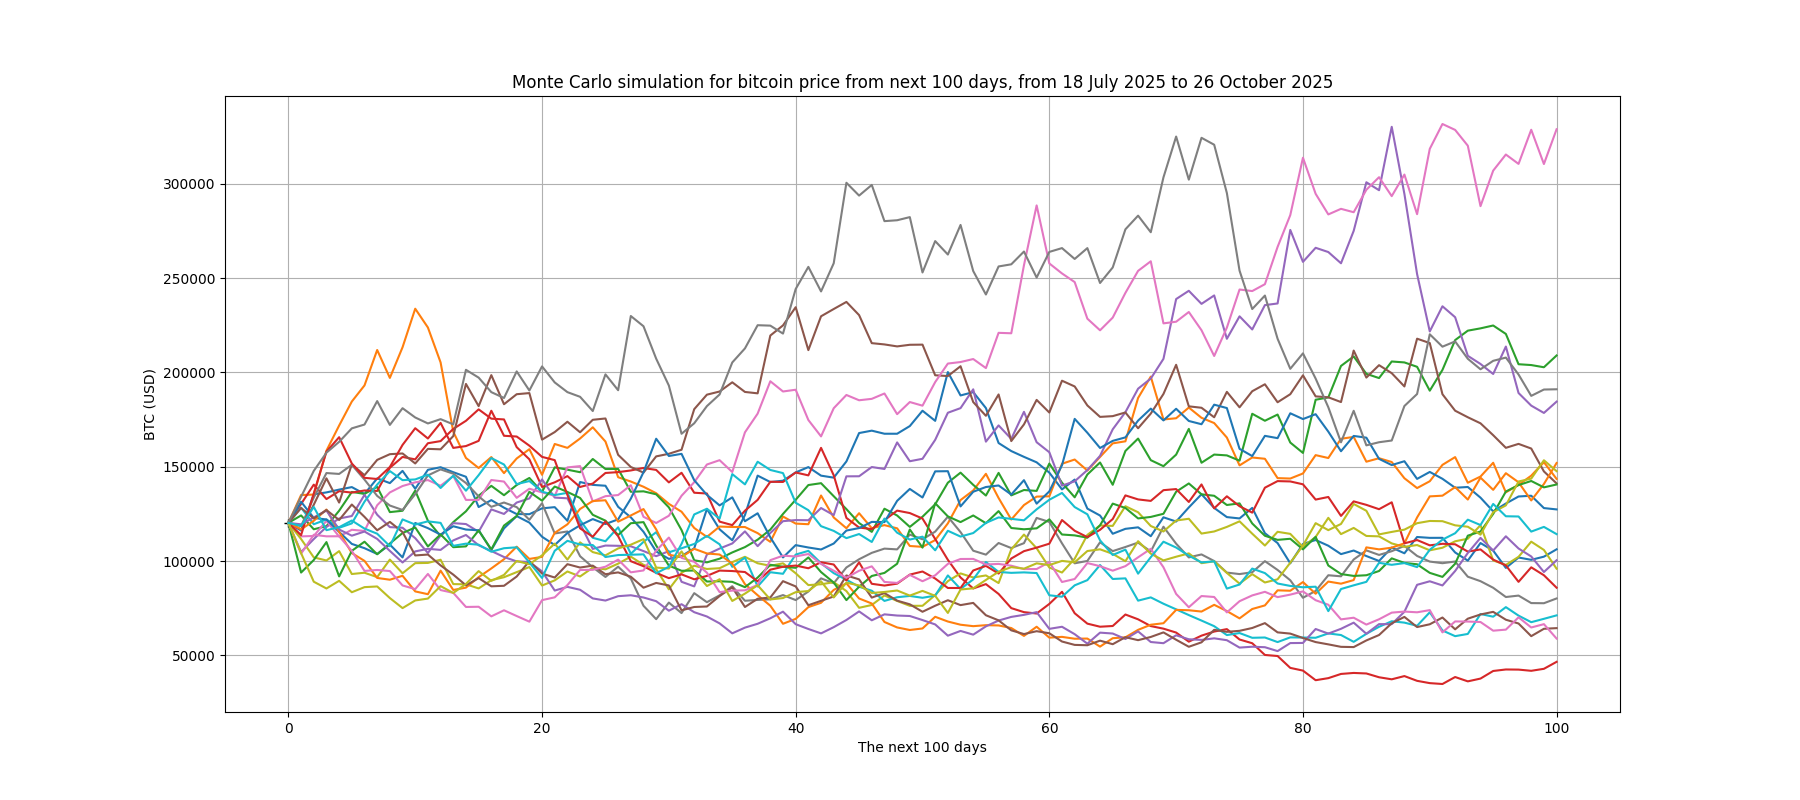 Monte Carlo simulation for bitcoin price from next 100 days, from 18 July 2025 to 26 October 2025
BTC (USD)
300000
250000
200000
150000
100000
50000
0 20 40 60 80 100
The next 100 days